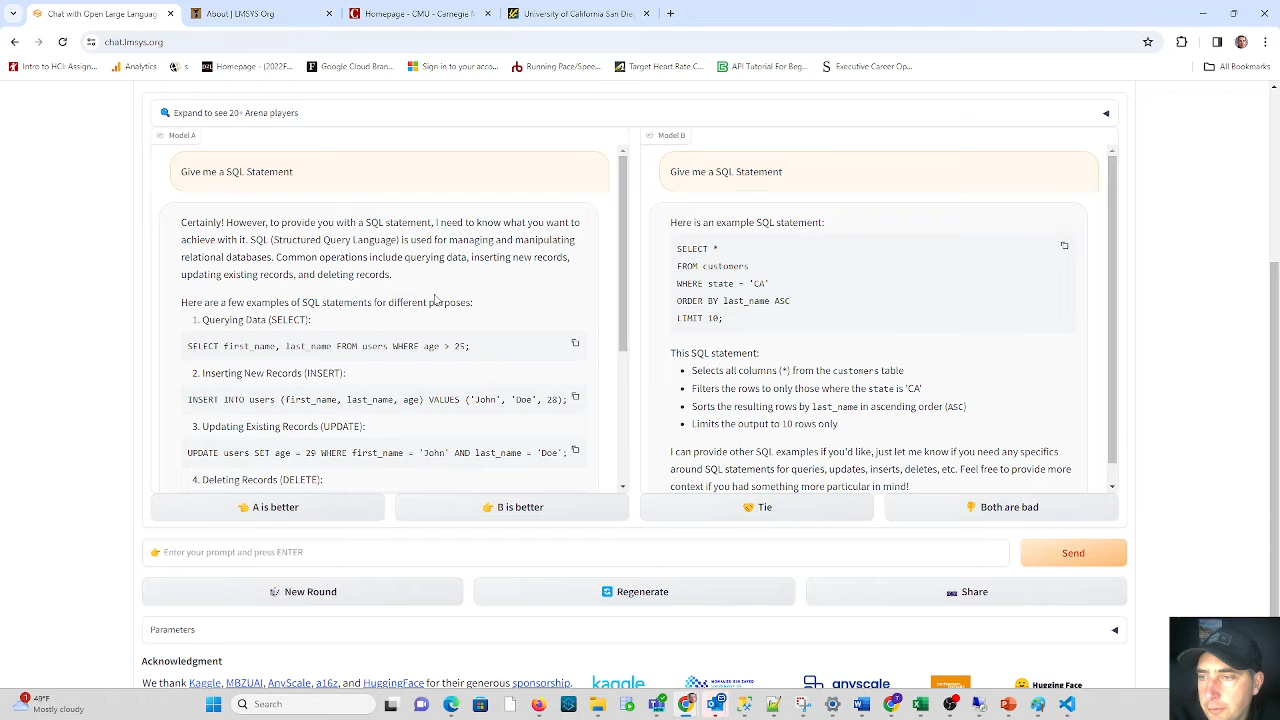 Chat with Open Large Languag
About | LMSYS Org
Homepage - CMU
University of California San Die
chat.lmsys.org
Intro to HCI: Assign...
Analytics
s
Homepage - (2022F...
Google Cloud Bran...
Sign in to your acco...
Running Pace/Spee...
Target Heart Rate C...
API Tutorial For Beg...
Executive Career Op...
All Bookmarks
Expand to see 20+ Arena players
Model A
Model B
Give me a SQL Statement
Give me a SQL Statement
Certainly! However, to provide you with a SQL statement, I need to know what you want to
achieve with it. SQL (Structured Query Language) is used for managing and manipulating
relational databases. Common operations include querying data, inserting new records,
updating existing records, and deleting records.
Here are a few examples of SQL statements for different purposes:
1. Querying Data (SELECT):
SELECT first_name, last_name FROM users WHERE age > 25;
2. Inserting New Records (INSERT):
INSERT INTO users (first_name, last_name, age) VALUES ('John', 'Doe', 28);
3. Updating Existing Records (UPDATE):
UPDATE users SET age = 29 WHERE first_name = 'John' AND last_name = 'Doe';
4. Deleting Records (DELETE):
Here is an example SQL statement:
SELECT *
FROM customers
WHERE state = 'CA'
ORDER BY last_name ASC
LIMIT 10;
This SQL statement:
Selects all columns (*) from the customers table
Filters the rows to only those where the state is 'CA'
Sorts the resulting rows by last_name in ascending order (ASC)
Limits the output to 10 rows only
I can provide other SQL examples if you'd like, just let me know if you need any specifics
around SQL statements for queries, updates, inserts, deletes, etc. Feel free to provide more
context if you had something more particular in mind!
A is better
B is better
Tie
Both are bad
Enter your prompt and press ENTER
Send
New Round
Regenerate
Share
Parameters
Acknowledgment
We thank Kaggle, MBZUAI, AnyScale, a16z, and HuggingFace for their sponsorship.
kaggle
anyscale
Hugging Face
1
49°F
Mostly cloudy
Search